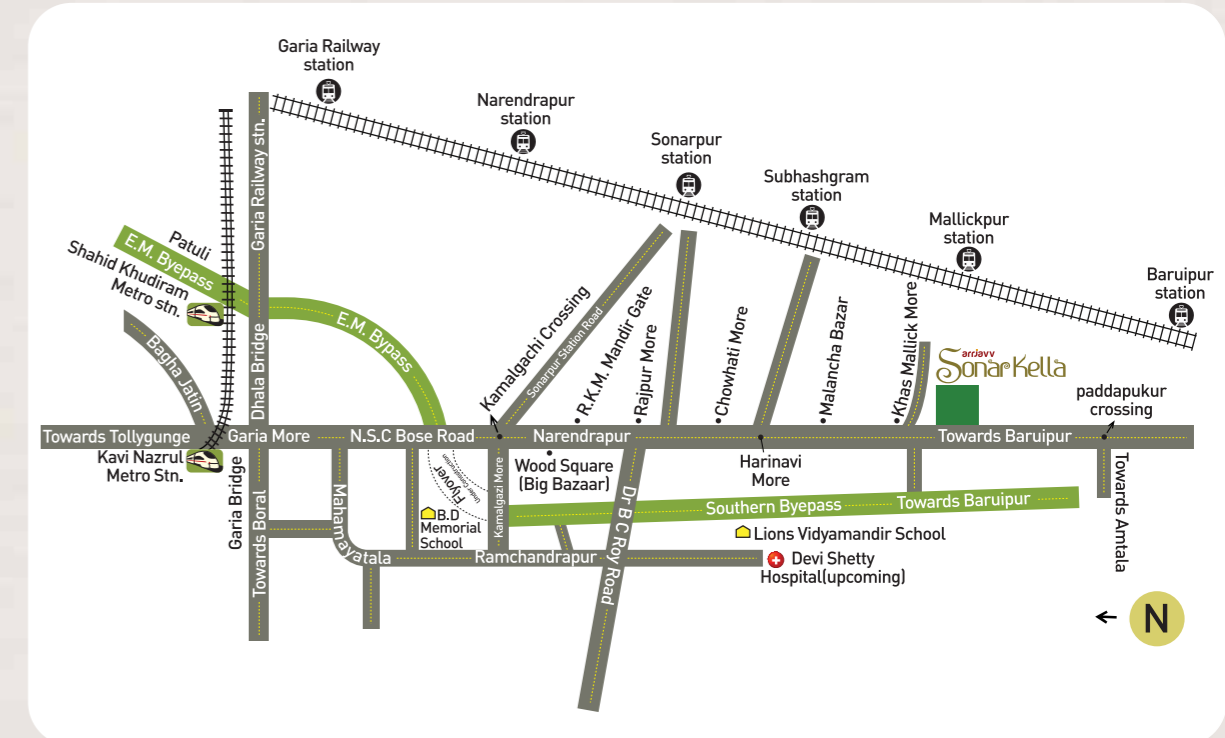 Garia Railway
station
Narendrapur
station
Sonarpur
station
Subhashgram
station
Mallickpur
station
Baruipur
station
Garia Railway stn.
Patuli
E.M. Byepass
Shahid Khudiram
Metro stn.
E.M. Bypass
Bagha Jatin
Dhala Bridge
Kamalgachi Crossing
Sonarpur Station Road
R.K.M. Mandir Gate
Rajpur More
Chowhati More
Malancha Bazar
Khas Mallick More
arrjavv
Sonar Kella
paddapukur
crossing
Towards Tollygunge
Garia More
N.S.C Bose Road
Narendrapur
Towards Baruipur
Kavi Nazrul
Metro Stn.
Garia Bridge
Towards Boral
Mahamayatala
Flyover
Under Construction
Kamalgazi More
Wood Square
(Big Bazaar)
Harinavi
More
Dr B C Roy Road
Southern Byepass
Towards Baruipur
Towards Amtala
B.D
Memorial
School
Lions Vidyamandir School
Ramchandrapur
Devi Shetty
Hospital(upcoming)
N